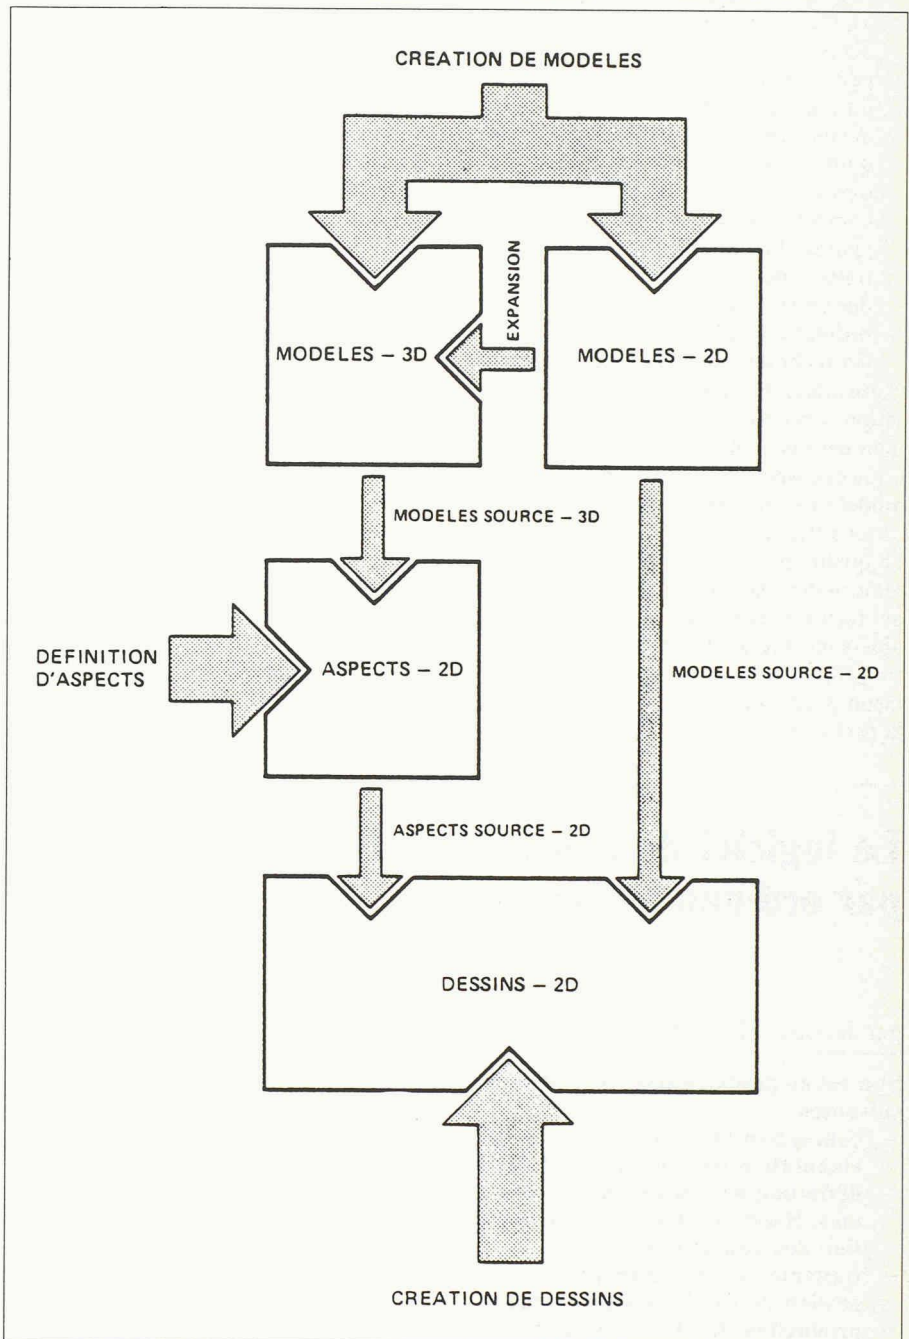 CREATION DE MODELES
EXPANSION
MODELES – 3D
MODELES – 2D
MODELES SOURCE – 3D
DEFINITION
D'ASPECTS
ASPECTS – 2D
MODELES SOURCE – 2D
ASPECTS SOURCE – 2D
DESSINS – 2D
CREATION DE DESSINS